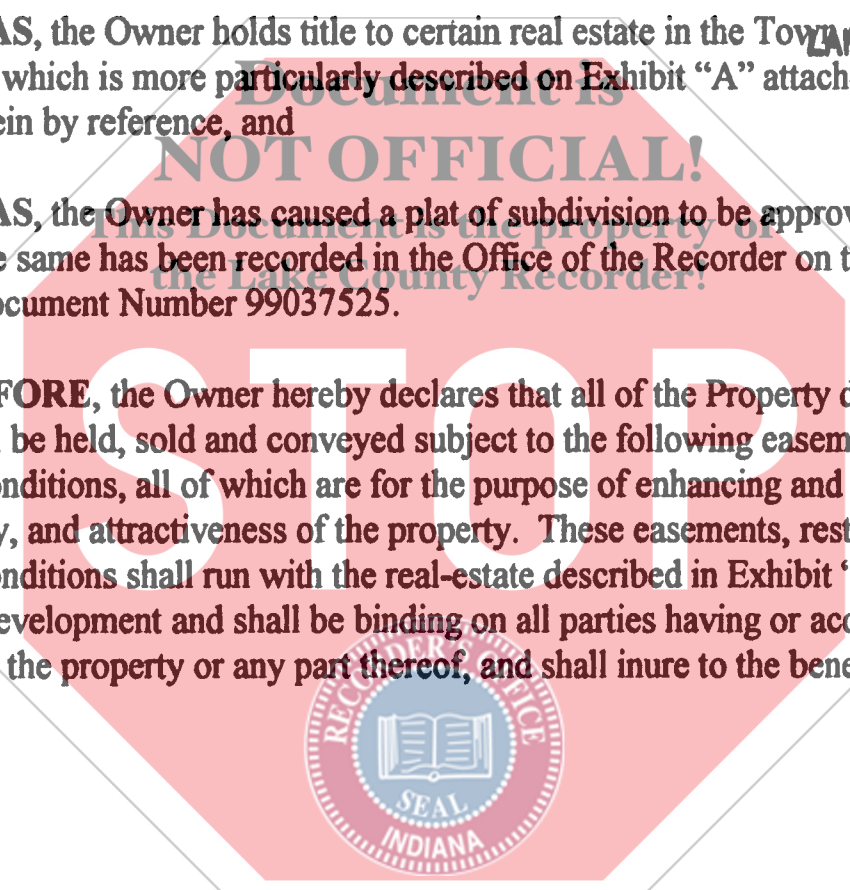 AS, the Owner holds title to certain real estate in the Town
which is more particularly described on Exhibit “A” attach
ein by reference, and
Document is
NOT OFFICIAL!
This Document is the property of
the Lake County Recorder!
AS, the Owner has caused a plat of subdivision to be approv
e same has been recorded in the Office of the Recorder on t
ocument Number 99037525.
STOP
FORE, the Owner hereby declares that all of the Property d
be held, sold and conveyed subject to the following easem
nditions, all of which are for the purpose of enhancing and
y, and attractiveness of the property. These easements, rest
nditions shall run with the real-estate described in Exhibit ‘
evelopment and shall be binding on all parties having or acc
the property or any part thereof, and shall inure to the bene
RECORDER'S OFFICE
SEAL
INDIANA